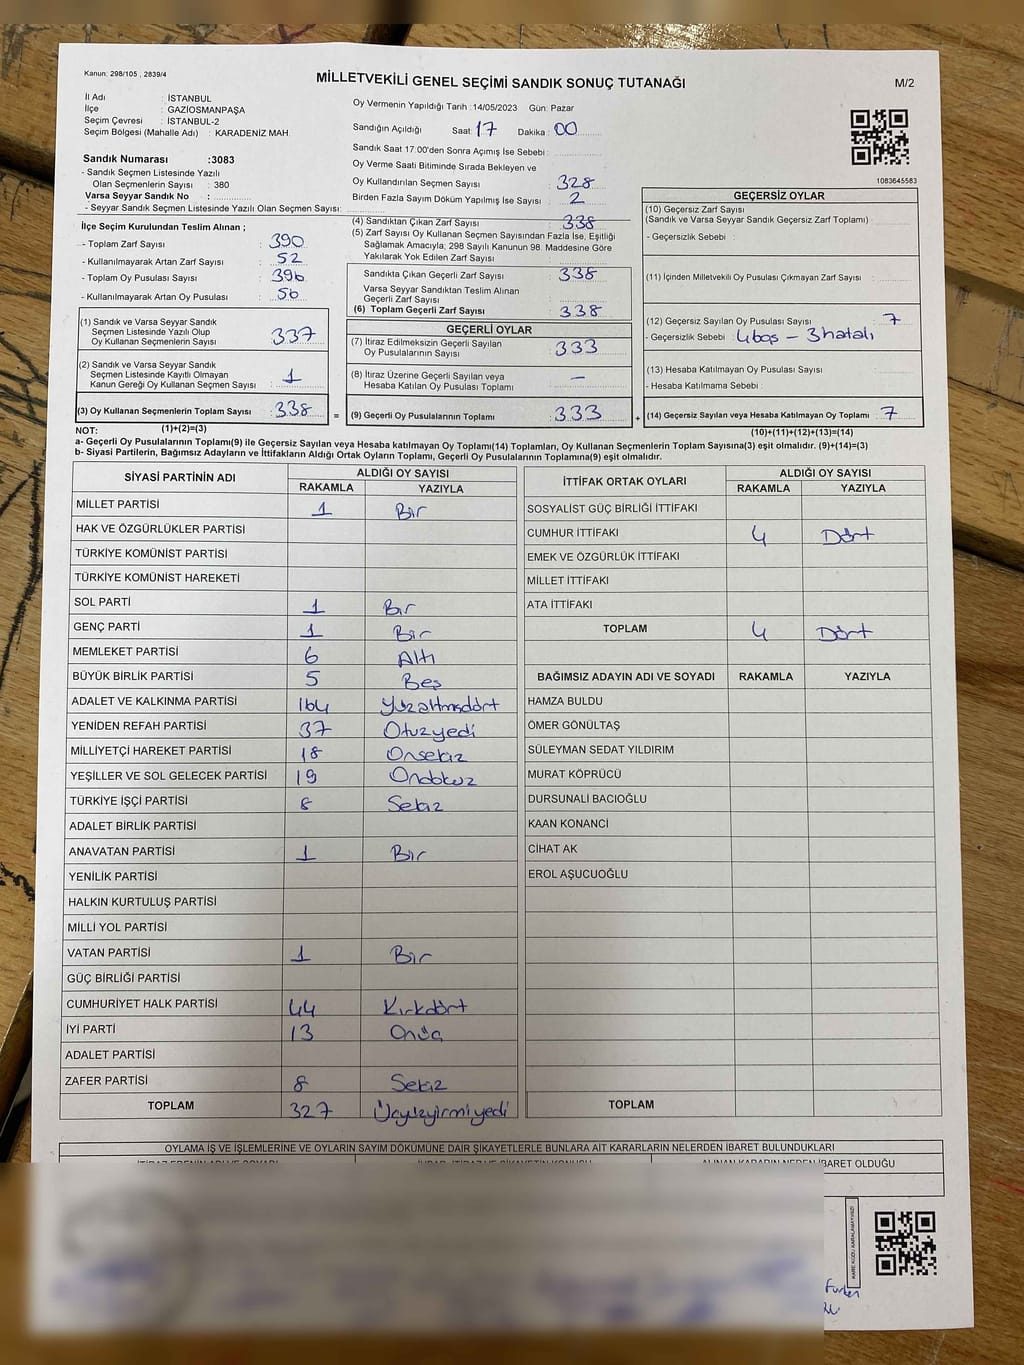 Kanun: 298/105 , 2839/4
MİLLETVEKİLİ GENEL SEÇİMİ SANDIK SONUÇ TUTANAĞI
M/2
İl Adı : İSTANBUL
İlçe : GAZİOSMANPAŞA
Seçim Çevresi : İSTANBUL-2
Seçim Bölgesi (Mahalle Adı) : KARADENİZ MAH.
Sandık Numarası :3083
- Sandık Seçmen Listesinde Yazılı
Olan Seçmenlerin Sayısı : 380
Varsa Seyyar Sandık No :
- Seyyar Sandık Seçmen Listesinde Yazılı Olan Seçmen Sayısı:
İlçe Seçim Kurulundan Teslim Alınan ;
- Toplam Zarf Sayısı : 390
- Kullanılmayarak Artan Zarf Sayısı : 52
- Toplam Oy Pusulası Sayısı : 396
- Kullanılmayarak Artan Oy Pusulası : 56
(1) Sandık ve Varsa Seyyar Sandık
Seçmen Listesinde Yazılı Olup
Oy Kullanan Seçmenlerin Sayısı : 337
(2) Sandık ve Varsa Seyyar Sandık
Seçmen Listesinde Kayıtlı Olmayan
Kanun Gereği Oy Kullanan Seçmen Sayısı : 1
(3) Oy Kullanan Seçmenlerin Toplam Sayısı : 338
Oy Vermenin Yapıldığı Tarih : 14/05/2023 Gün: Pazar
Sandığın Açıldığı Saat: 17 Dakika : 00
Sandık Saat 17:00'den Sonra Açımış İse Sebebi :
Oy Verme Saati Bitiminde Sırada Bekleyen ve
Oy Kullandırılan Seçmen Sayısı : 328
Birden Fazla Sayım Döküm Yapılmış İse Sayısı : 2
(4) Sandıktan Çıkan Zarf Sayısı : 338
(5) Zarf Sayısı Oy Kullanan Seçmen Sayısından Fazla İse, Eşitliği
Sağlamak Amacıyla; 298 Sayılı Kanunun 98. Maddesine Göre
Yakılarak Yok Edilen Zarf Sayısı :
Sandıkta Çıkan Geçerli Zarf Sayısı : 338
Varsa Seyyar Sandıktan Teslim Alınan
Geçerli Zarf Sayısı :
(6) Toplam Geçerli Zarf Sayısı : 338
GEÇERLİ OYLAR
(7) İtiraz Edilmeksizin Geçerli Sayılan
Oy Pusulalarının Sayısı : 333
(8) İtiraz Üzerine Geçerli Sayılan veya
Hesaba Katılan Oy Pusulası Toplamı : –
= (9) Geçerli Oy Pusulalarının Toplamı : 333
1083645583
GEÇERSİZ OYLAR
(10) Geçersiz Zarf Sayısı
(Sandık ve Varsa Seyyar Sandık Geçersiz Zarf Toplamı) :
- Geçersizlik Sebebi :
(11) İçinden Milletvekili Oy Pusulası Çıkmayan Zarf Sayısı :
(12) Geçersiz Sayılan Oy Pusulası Sayısı : 7
- Geçersizlik Sebebi : 4 boş – 3 hatalı
(13) Hesaba Katılmayan Oy Pusulası Sayısı :
- Hesaba Katılmama Sebebi :
+ (14) Geçersiz Sayılan veya Hesaba Katılmayan Oy Toplamı : 7
NOT: (1)+(2)=(3)
(10)+(11)+(12)+(13)=(14)
a- Geçerli Oy Pusulalarının Toplamı(9) ile Geçersiz Sayılan veya Hesaba katılmayan Oy Toplamı(14) Toplamları, Oy Kullanan Seçmenlerin Toplam Sayısına(3) eşit olmalıdır. (9)+(14)=(3)
b- Siyasi Partilerin, Bağımsız Adayların ve İttifakların Aldığı Ortak Oyların Toplamı, Geçerli Oy Pusulalarının Toplamına(9) eşit olmalıdır.
SİYASİ PARTİNİN ADI
ALDIĞI OY SAYISI
RAKAMLA YAZIYLA
MİLLET PARTİSİ 1 Bir
HAK VE ÖZGÜRLÜKLER PARTİSİ
TÜRKİYE KOMÜNİST PARTİSİ
TÜRKİYE KOMÜNİST HAREKETİ
SOL PARTİ 1 Bir
GENÇ PARTİ 1 Bir
MEMLEKET PARTİSİ 6 Altı
BÜYÜK BİRLİK PARTİSİ 5 Beş
ADALET VE KALKINMA PARTİSİ 164 Yüzaltmışdört
YENİDEN REFAH PARTİSİ 37 Otuzyedi
MİLLİYETÇİ HAREKET PARTİSİ 18 Onsekiz
YEŞİLLER VE SOL GELECEK PARTİSİ 19 Ondokuz
TÜRKİYE İŞÇİ PARTİSİ 8 Sekiz
ADALET BİRLİK PARTİSİ
ANAVATAN PARTİSİ 1 Bir
YENİLİK PARTİSİ
HALKIN KURTULUŞ PARTİSİ
MİLLİ YOL PARTİSİ
VATAN PARTİSİ 1 Bir
GÜÇ BİRLİĞİ PARTİSİ
CUMHURİYET HALK PARTİSİ 44 Kırkdört
İYİ PARTİ 13 Onüç
ADALET PARTİSİ
ZAFER PARTİSİ 8 Sekiz
TOPLAM 327 Üçyüzyirmiyedi
İTTİFAK ORTAK OYLARI
ALDIĞI OY SAYISI
RAKAMLA YAZIYLA
SOSYALİST GÜÇ BİRLİĞİ İTTİFAKI
CUMHUR İTTİFAKI 4 Dört
EMEK VE ÖZGÜRLÜK İTTİFAKI
MİLLET İTTİFAKI
ATA İTTİFAKI
TOPLAM 4 Dört
BAĞIMSIZ ADAYIN ADI VE SOYADI RAKAMLA YAZIYLA
HAMZA BULDU
ÖMER GÖNÜLTAŞ
SÜLEYMAN SEDAT YILDIRIM
MURAT KÖPRÜCÜ
DURSUNALİ BACIOĞLU
KAAN KONANCİ
CİHAT AK
EROL AŞUCUOĞLU
TOPLAM
OYLAMA İŞ VE İŞLEMLERİNE VE OYLARIN SAYIM DÖKÜMÜNE DAİR ŞİKAYETLERLE BUNLARA AİT KARARLARIN NELERDEN İBARET BULUNDUKLARI
ALINAN KARARIN NEDEN İBARET OLDUĞU
KARE KODU KARALAMAYINIZ!
Furkan